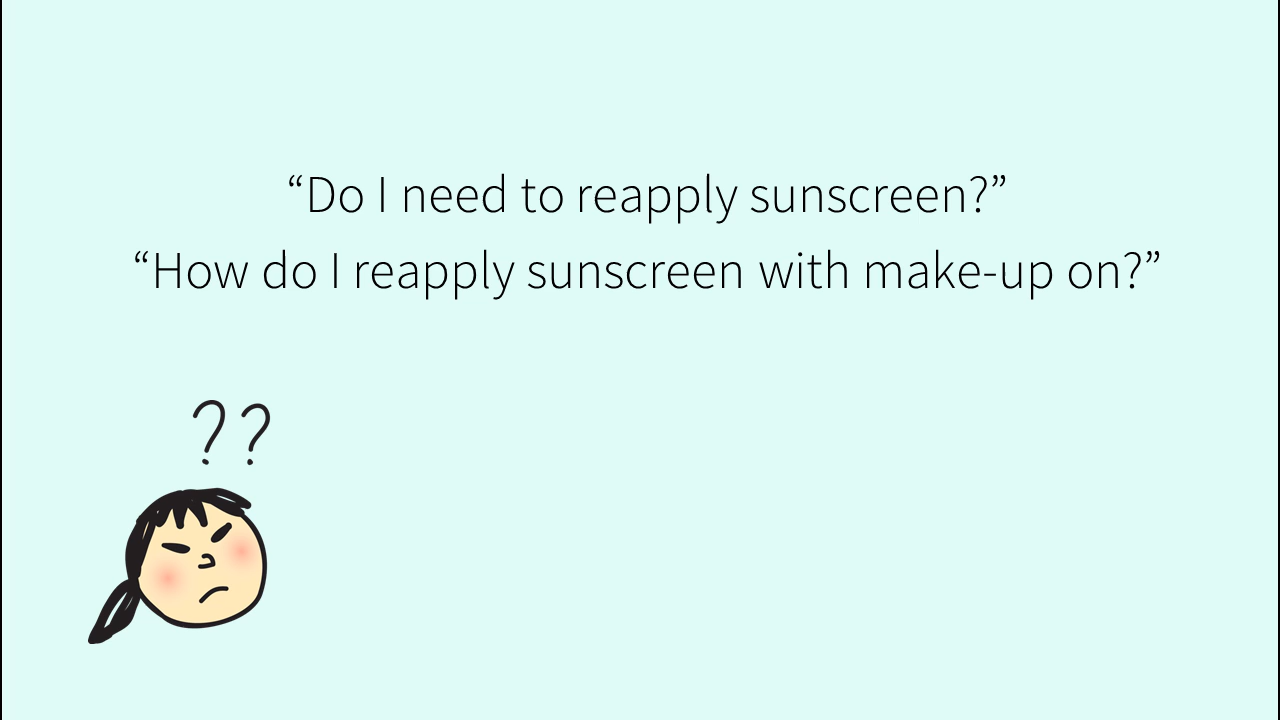 “Do I need to reapply sunscreen?”
“How do I reapply sunscreen with make-up on?”
??